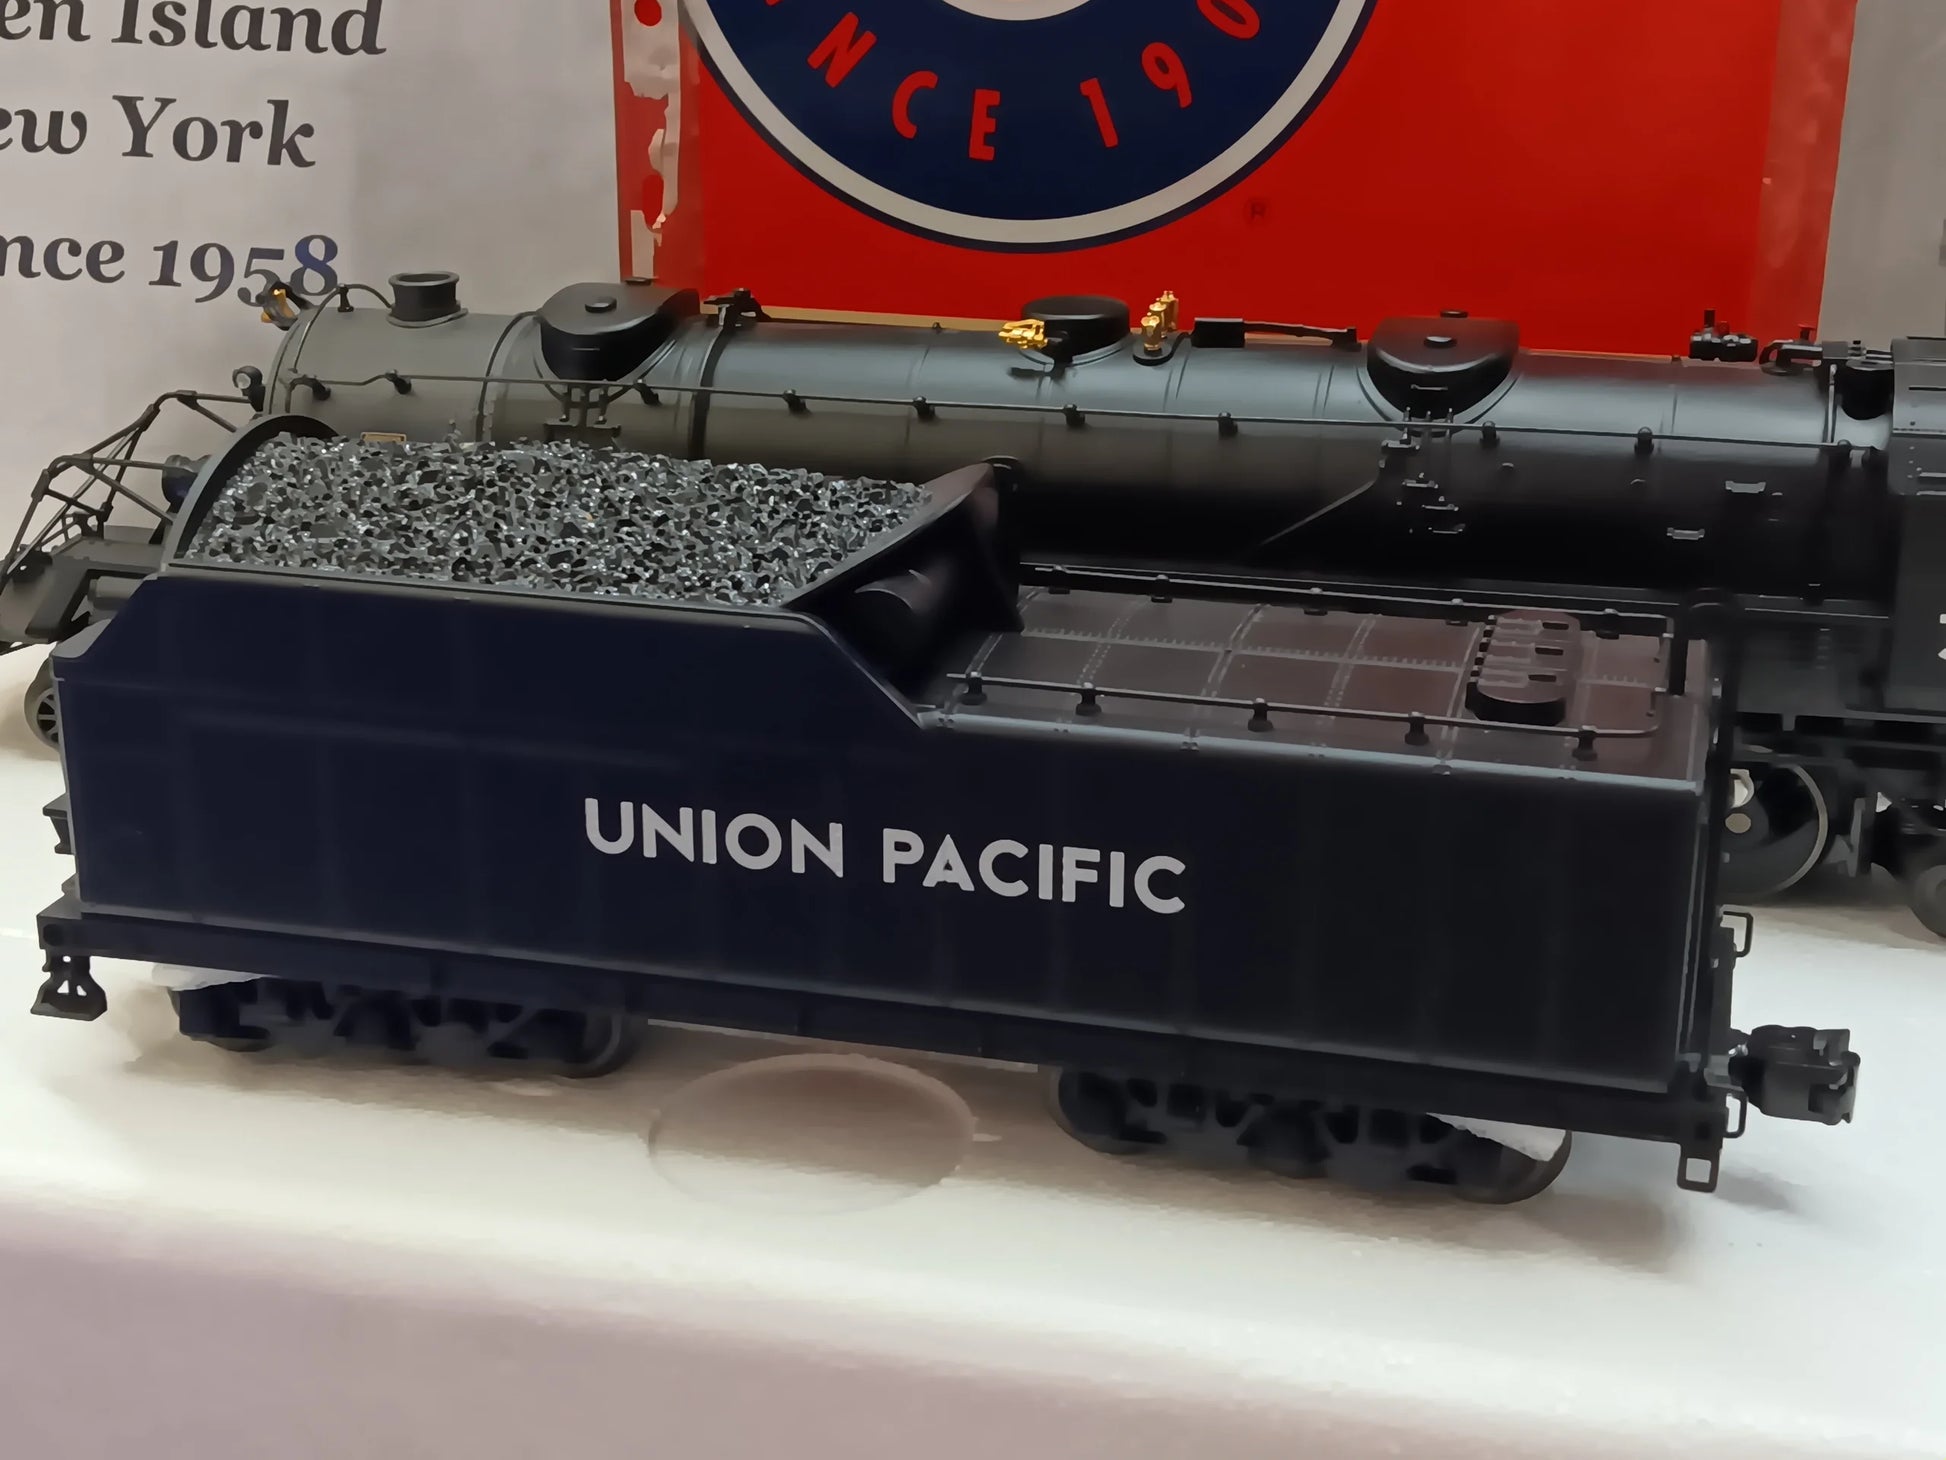 en Island
ew York
nce 1958
NCE 190
®
UNION PACIFIC